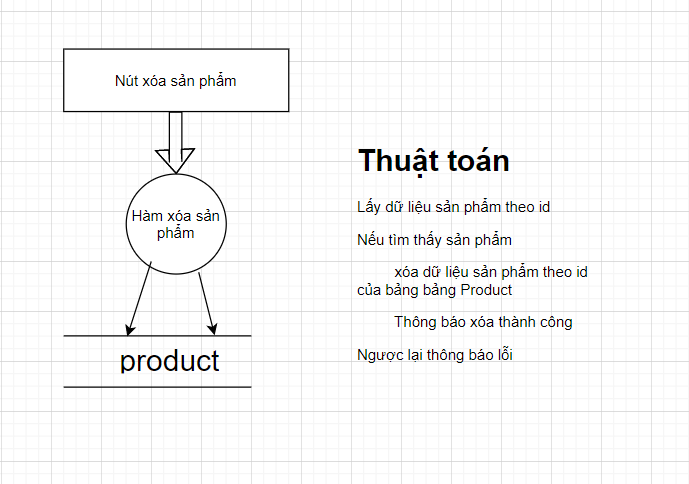 Nút xóa sản phẩm
Hàm xóa sản
phẩm
product
Thuật toán
Lấy dữ liệu sản phẩm theo id
Nếu tìm thấy sản phẩm
xóa dữ liệu sản phẩm theo id
của bảng bảng Product
Thông báo xóa thành công
Ngược lại thông báo lỗi